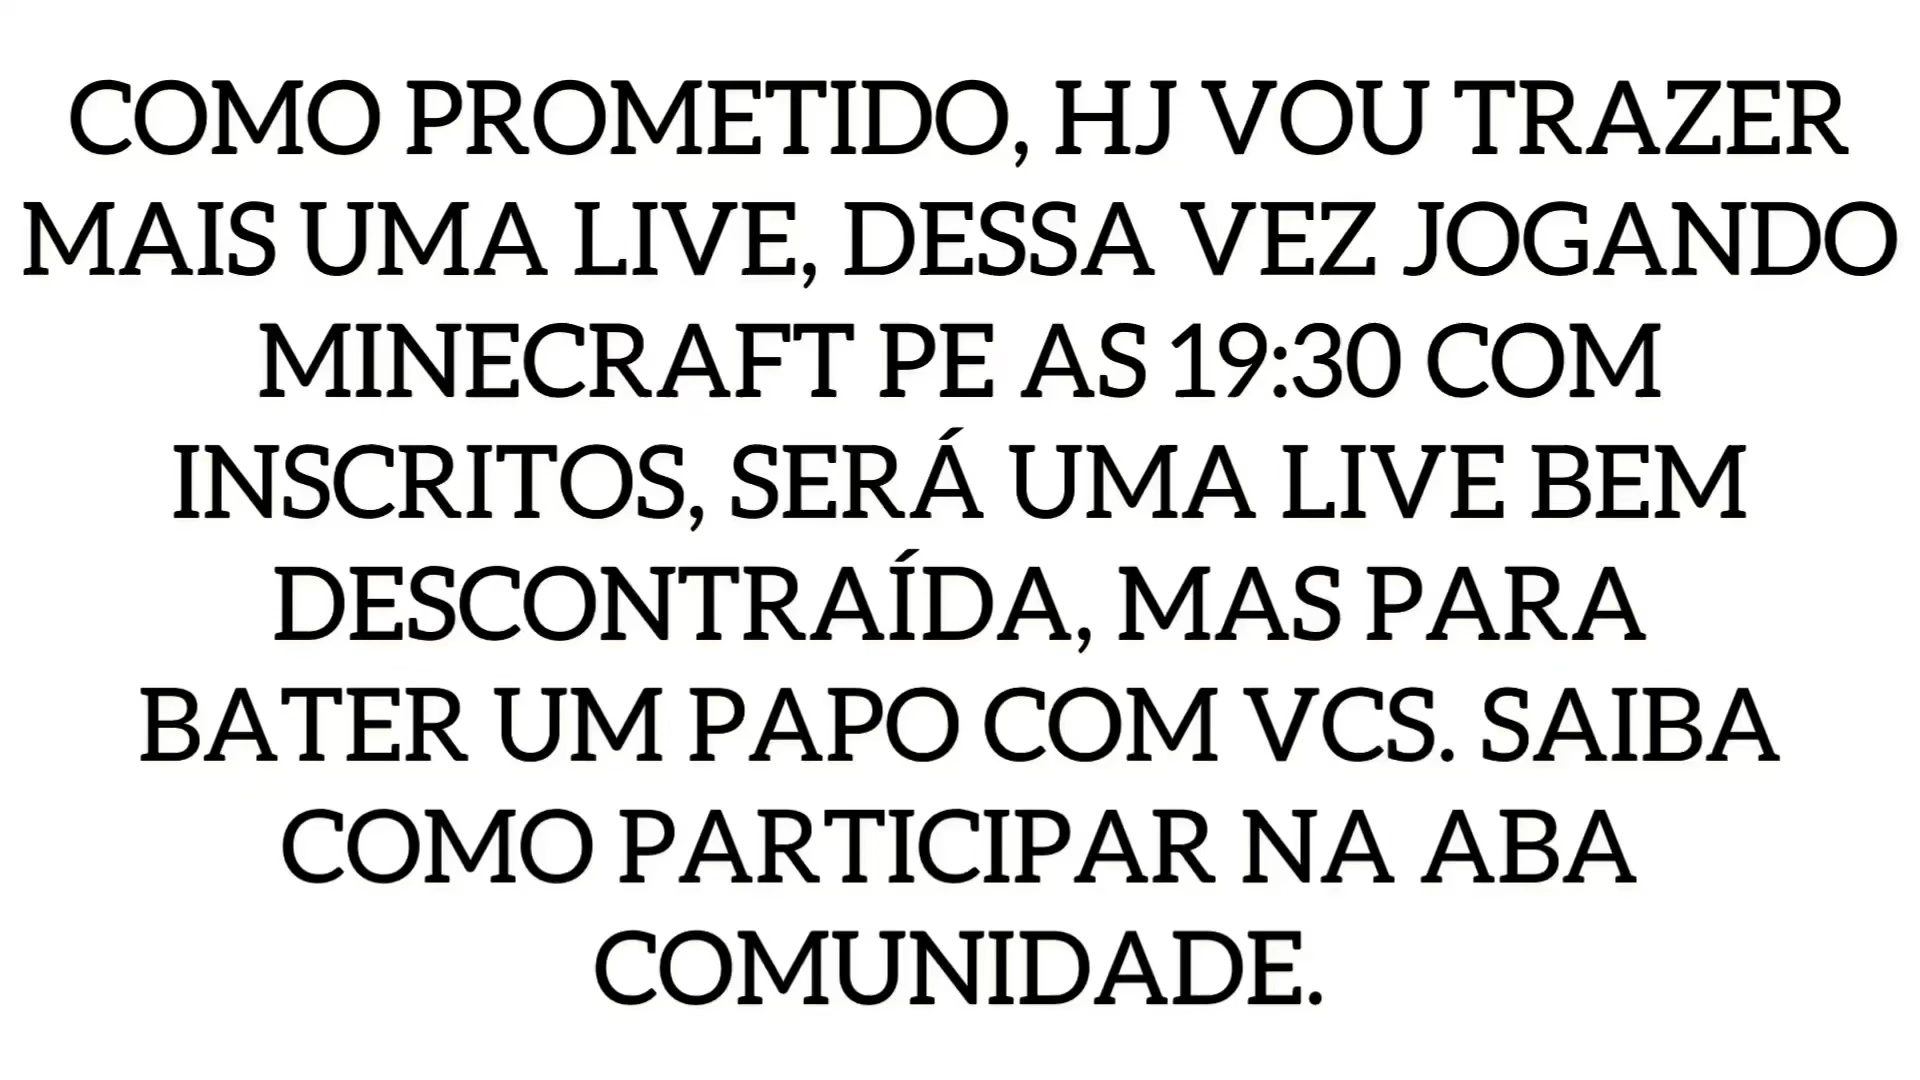 COMO PROMETIDO, HJ VOU TRAZER
MAIS UMA LIVE, DESSA VEZ JOGANDO
MINECRAFT PE AS 19:30 COM
INSCRITOS, SERÁ UMA LIVE BEM
DESCONTRAÍDA, MAS PARA
BATER UM PAPO COM VCS. SAIBA
COMO PARTICIPAR NA ABA
COMUNIDADE.